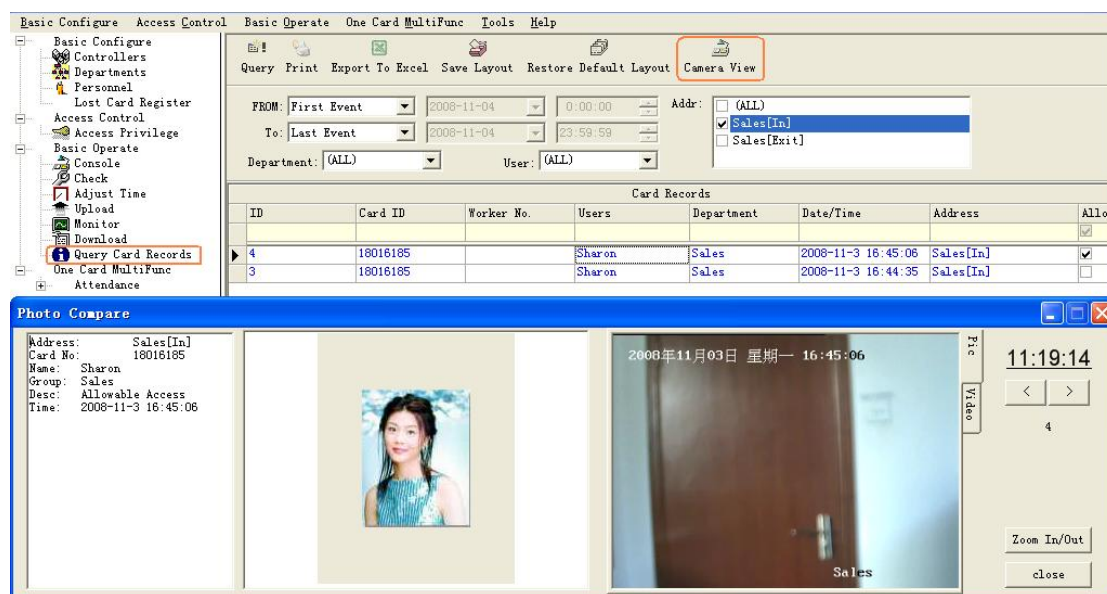 Basic Configure Access Control Basic Operate One Card MultiFunc Tools Help
Basic Configure
Controllers
Departments
Personnel
Lost Card Register
Access Control
Access Privilege
Basic Operate
Console
Check
Adjust Time
Upload
Monitor
Download
Query Card Records
One Card MultiFunc
Attendance
Query Print Export To Excel Save Layout Restore Default Layout Camera View
FROM: First Event 2008-11-04 0:00:00
To: Last Event 2008-11-04 23:59:59
Department: (ALL) User: (ALL)
Addr: (ALL)
Sales[In]
Sales[Exit]
Card Records
ID Card ID Worker No. Users Department Date/Time Address Allo
4 18016185 Sharon Sales 2008-11-3 16:45:06 Sales[In]
3 18016185 Sharon Sales 2008-11-3 16:44:35 Sales[In]
Photo Compare
Address: Sales[In]
Card No: 18016185
Name: Sharon
Group: Sales
Desc: Allowable Access
Time: 2008-11-3 16:45:06
2008年11月03日 星期一 16:45:06
Sales
Pic
Video
11:19:14
< >
4
Zoom In/Out
close